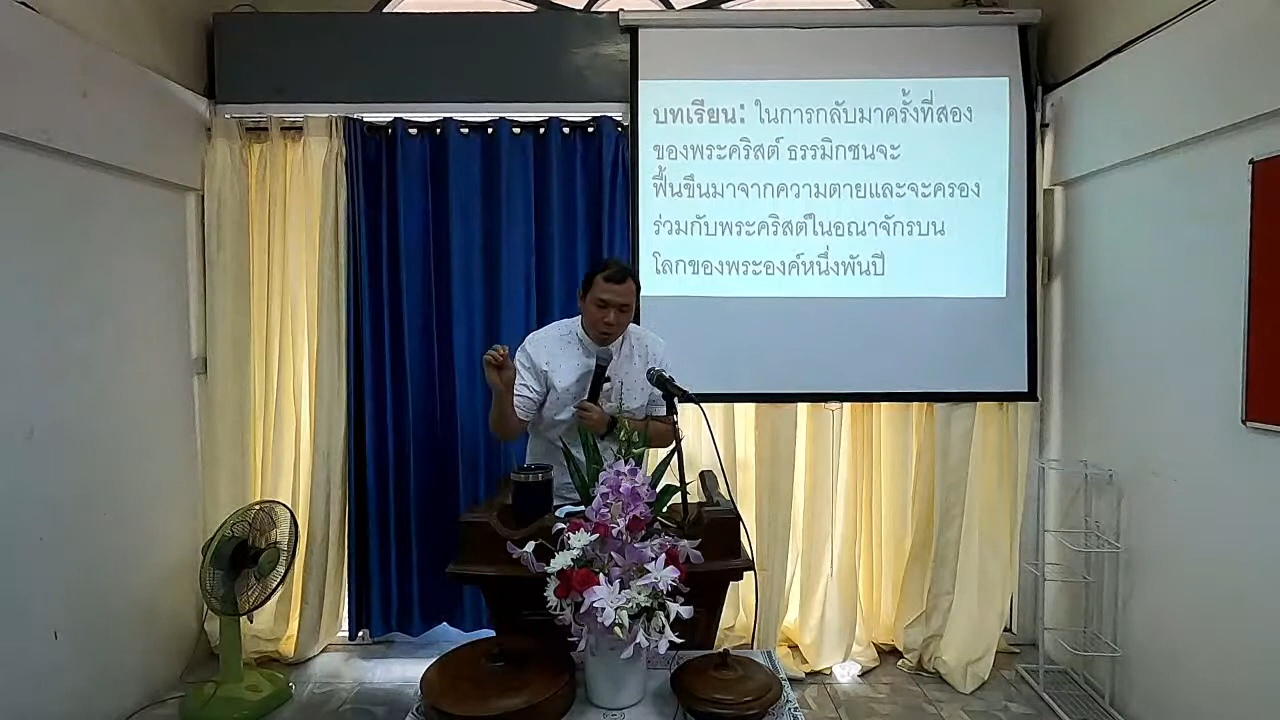 บทเรียน: ในการกลับมาครั้งที่สอง
ของพระคริสต์ ธรรมิกชนจะ
ฟื้นขึ้นมาจากความตายและจะครอง
ร่วมกับพระคริสต์ในอณาจักรบน
โลกของพระองค์หนึ่งพันปี